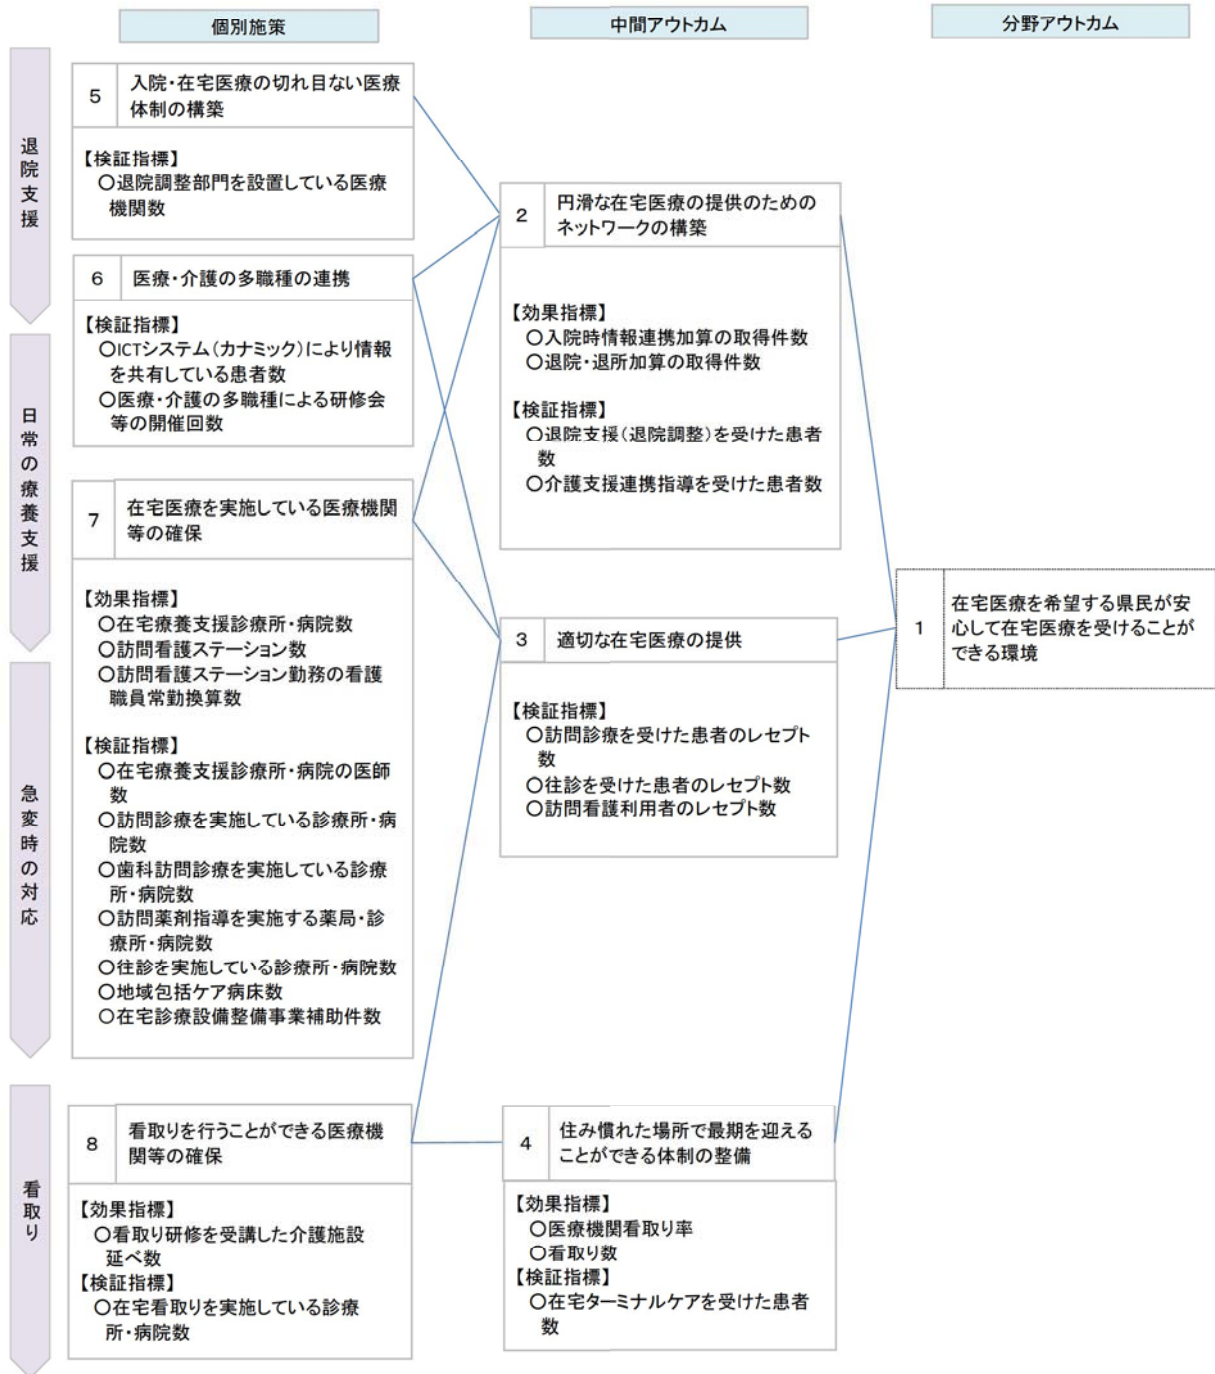 個別施策
中間アウトカム
分野アウトカム
退院支援
日常の療養支援
急変時の対応
看取り
5
入院・在宅医療の切れ目ない医療
体制の構築
【検証指標】
○退院調整部門を設置している医療
機関数
6
医療・介護の多職種の連携
【検証指標】
○ICTシステム(カナミック)により情報
を共有している患者数
○医療・介護の多職種による研修会
等の開催回数
7
在宅医療を実施している医療機関
等の確保
【効果指標】
○在宅療養支援診療所・病院数
○訪問看護ステーション数
○訪問看護ステーション勤務の看護
職員常勤換算数
【検証指標】
○在宅療養支援診療所・病院の医師
数
○訪問診療を実施している診療所・病
院数
○歯科訪問診療を実施している診療
所・病院数
○訪問薬剤指導を実施する薬局・診
療所・病院数
○往診を実施している診療所・病院数
○地域包括ケア病床数
○在宅診療設備整備事業補助件数
8
看取りを行うことができる医療機
関等の確保
【効果指標】
○看取り研修を受講した介護施設
延べ数
【検証指標】
○在宅看取りを実施している診療
所・病院数
2
円滑な在宅医療の提供のための
ネットワークの構築
【効果指標】
○入院時情報連携加算の取得件数
○退院・退所加算の取得件数
【検証指標】
○退院支援(退院調整)を受けた患者
数
○介護支援連携指導を受けた患者数
3
適切な在宅医療の提供
【検証指標】
○訪問診療を受けた患者のレセプト
数
○往診を受けた患者のレセプト数
○訪問看護利用者のレセプト数
4
住み慣れた場所で最期を迎える
ことができる体制の整備
【効果指標】
○医療機関看取り率
○看取り数
【検証指標】
○在宅ターミナルケアを受けた患者
数
1
在宅医療を希望する県民が安
心して在宅医療を受けることが
できる環境